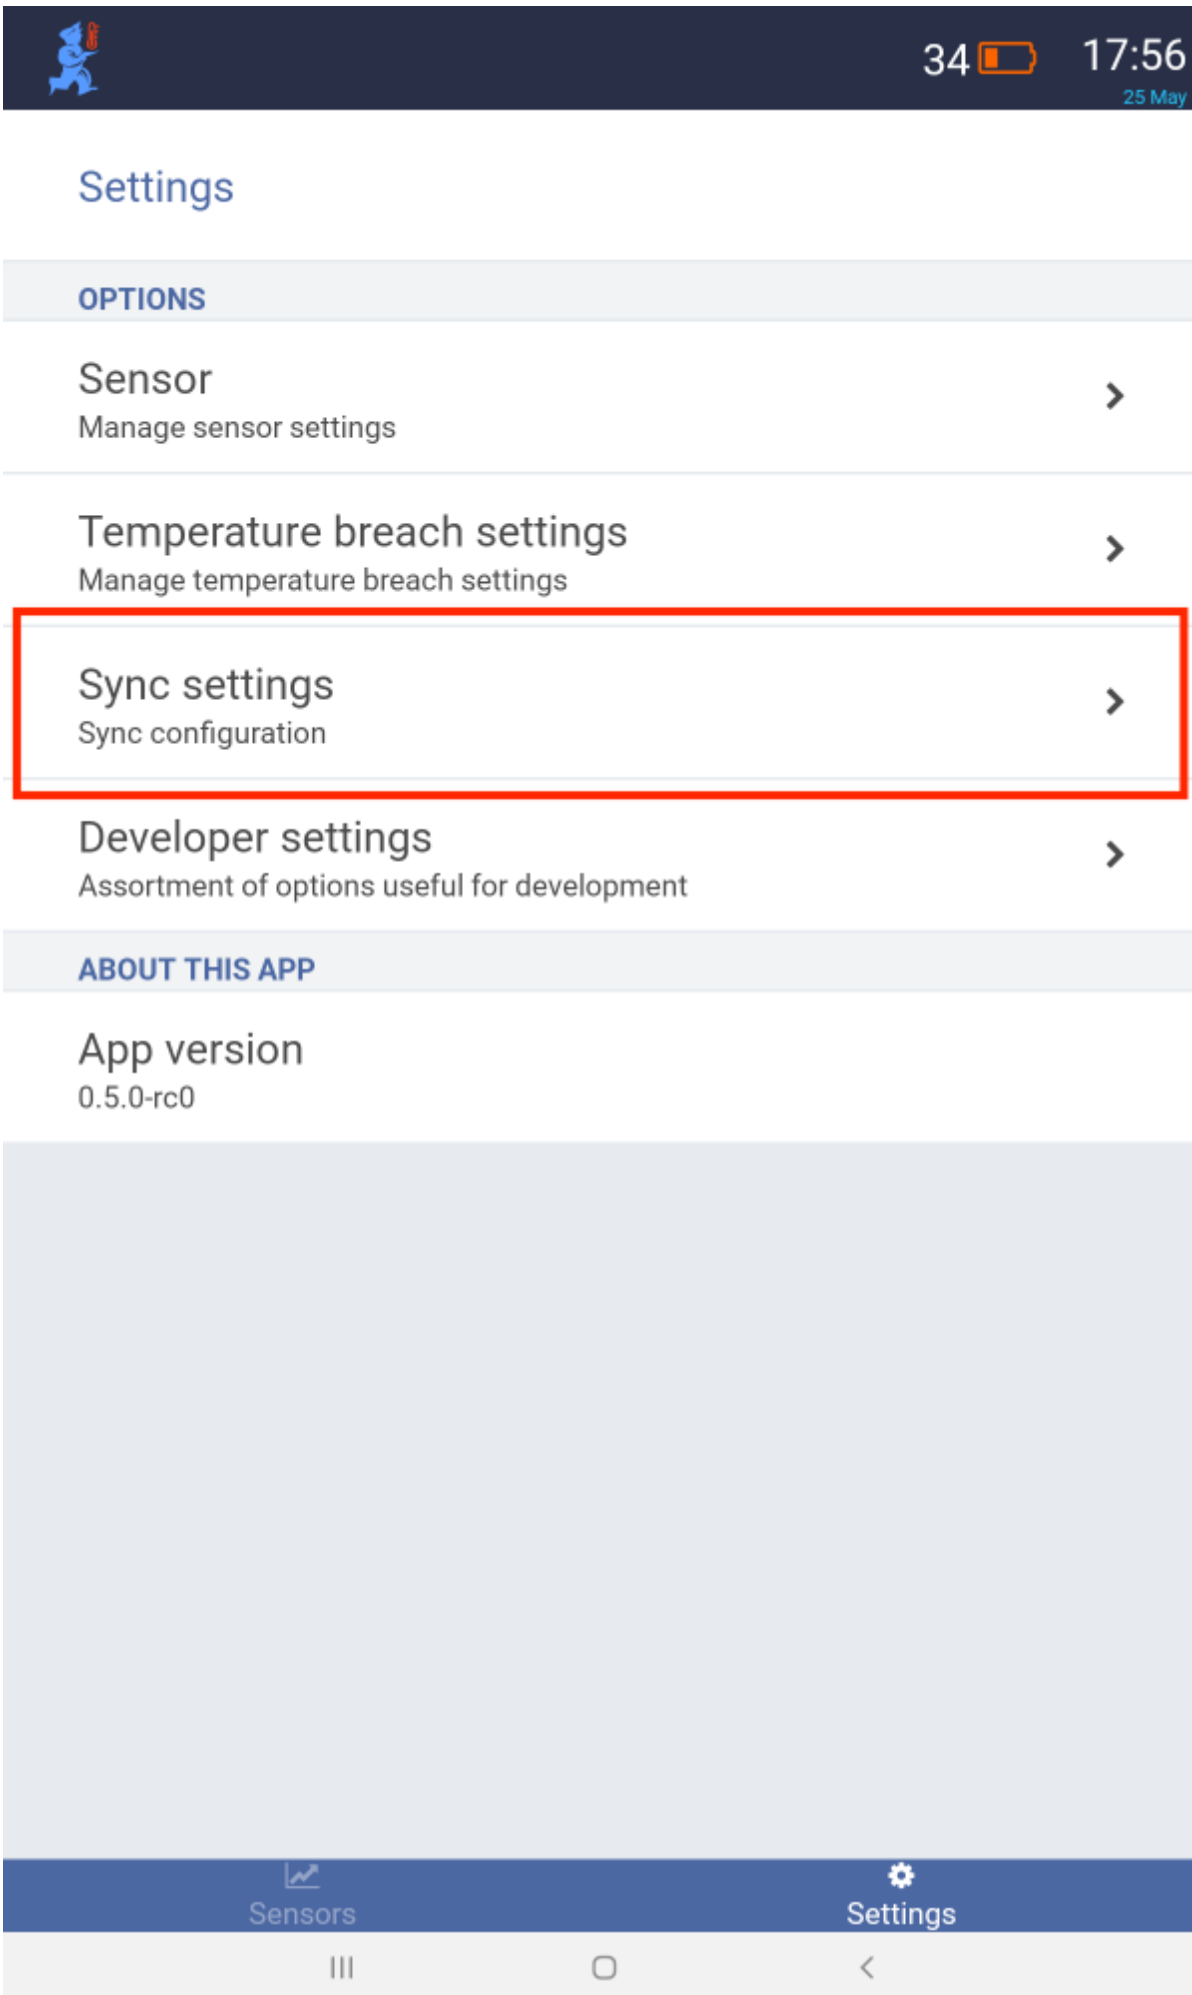 34 17:56
25 May
Settings
OPTIONS
Sensor
Manage sensor settings
Temperature breach settings
Manage temperature breach settings
Sync settings
Sync configuration
Developer settings
Assortment of options useful for development
ABOUT THIS APP
App version
0.5.0-rc0
Sensors Settings